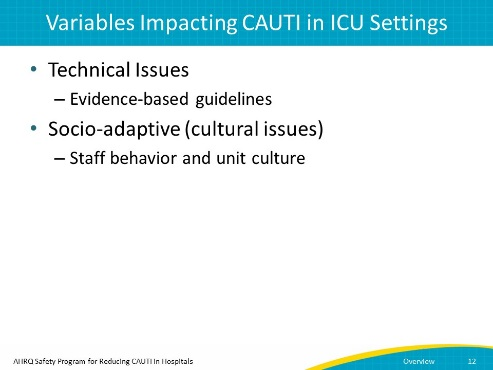 Variables Impacting CAUTI in ICU Settings
• Technical Issues
– Evidence-based guidelines
• Socio-adaptive (cultural issues)
– Staff behavior and unit culture
AHRQ Safety Program for Reducing CAUTI in Hospitals
Overview
12